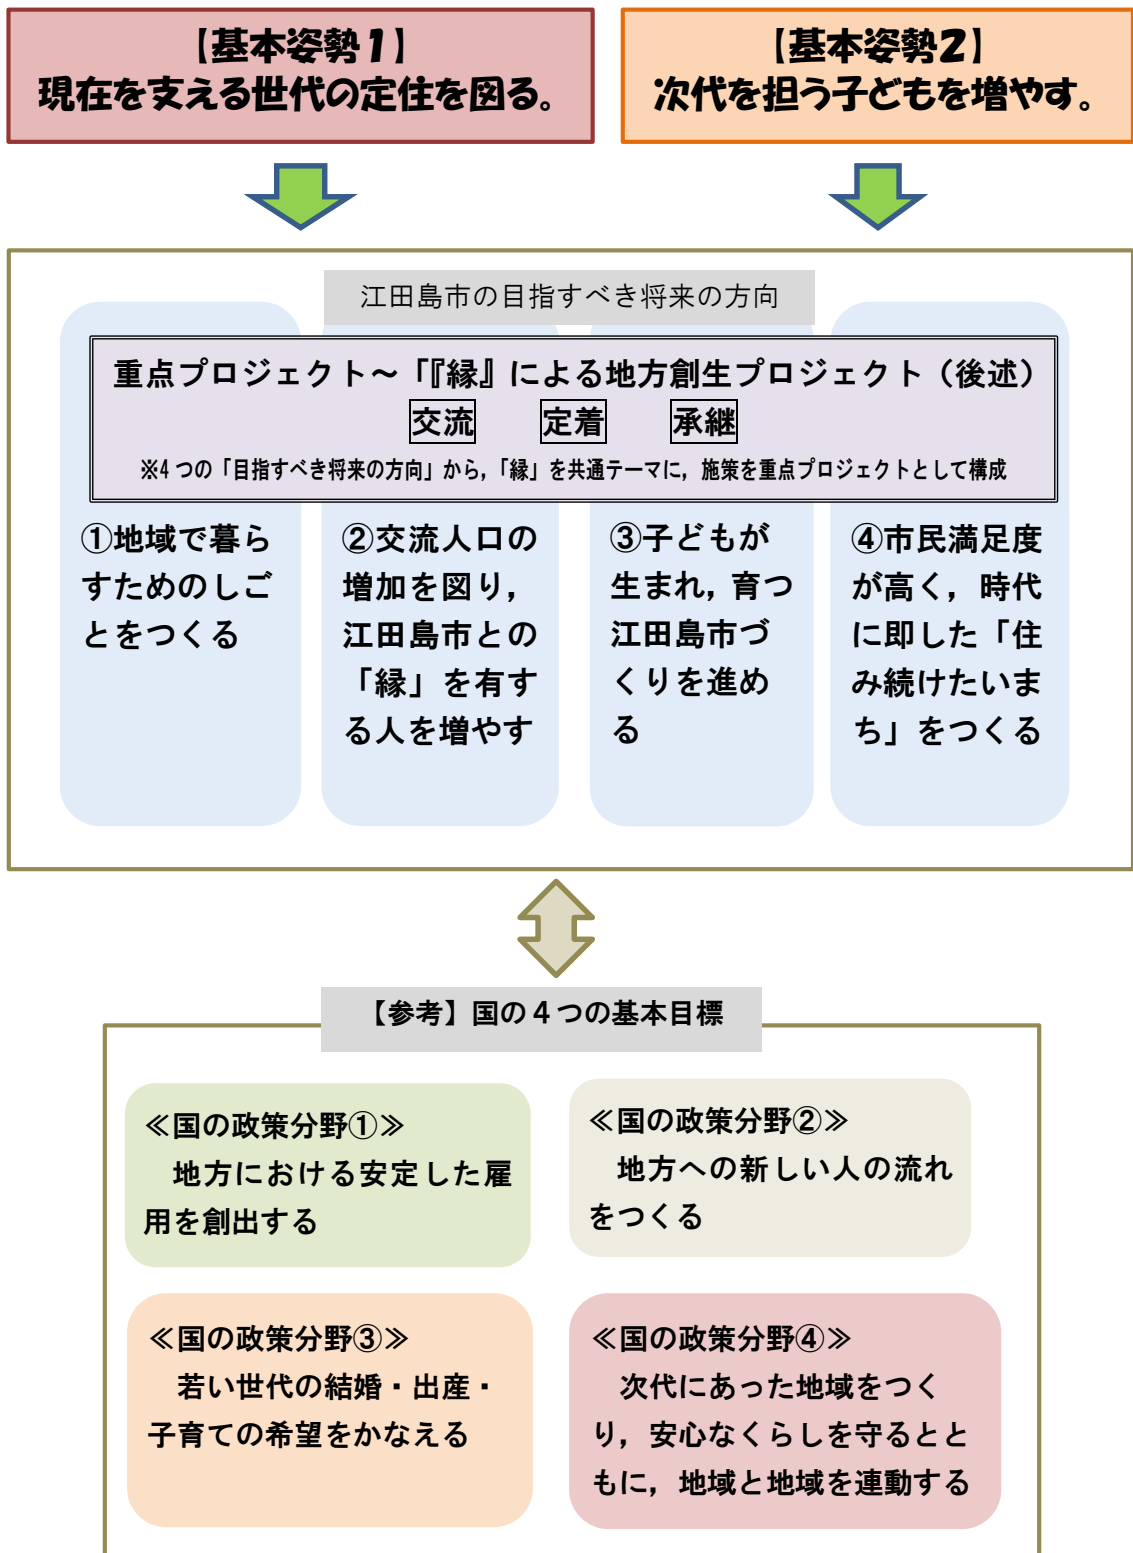 【基本姿勢1】
現在を支える世代の定住を図る。
【基本姿勢2】
次代を担う子どもを増やす。
江田島市の目指すべき将来の方向
重点プロジェクト～「『縁』による地方創生プロジェクト（後述）
交流 定着 承継
※4つの「目指すべき将来の方向」から，「縁」を共通テーマに，施策を重点プロジェクトとして構成
①地域で暮ら
すためのしご
とをつくる
②交流人口の
増加を図り，
江田島市との
「縁」を有す
る人を増やす
③子どもが
生まれ，育つ
江田島市づ
くりを進め
る
④市民満足度
が高く，時代
に即した「住
み続けたいま
ち」をつくる
【参考】国の４つの基本目標
≪国の政策分野①≫
地方における安定した雇
用を創出する
≪国の政策分野②≫
地方への新しい人の流れ
をつくる
≪国の政策分野③≫
若い世代の結婚・出産・
子育ての希望をかなえる
≪国の政策分野④≫
次代にあった地域をつく
り，安心なくらしを守るとと
もに，地域と地域を連動する